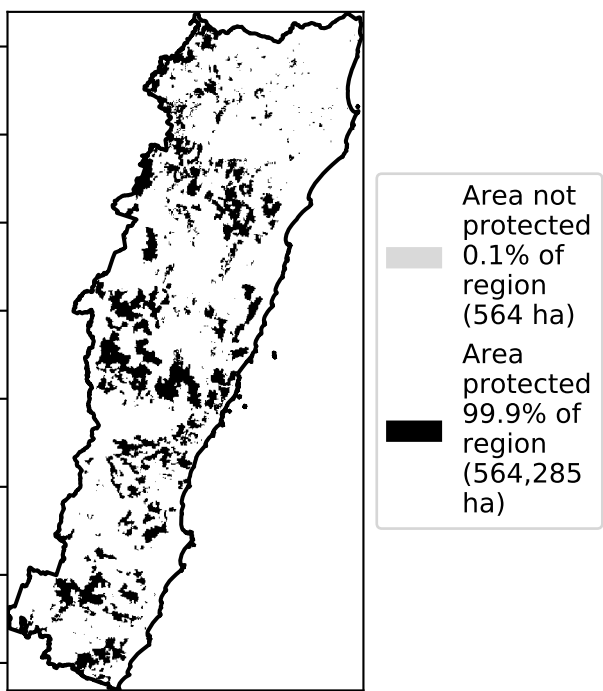 Area not
protected
0.1% of
region
(564 ha)
Area
protected
99.9% of
region
(564,285
ha)